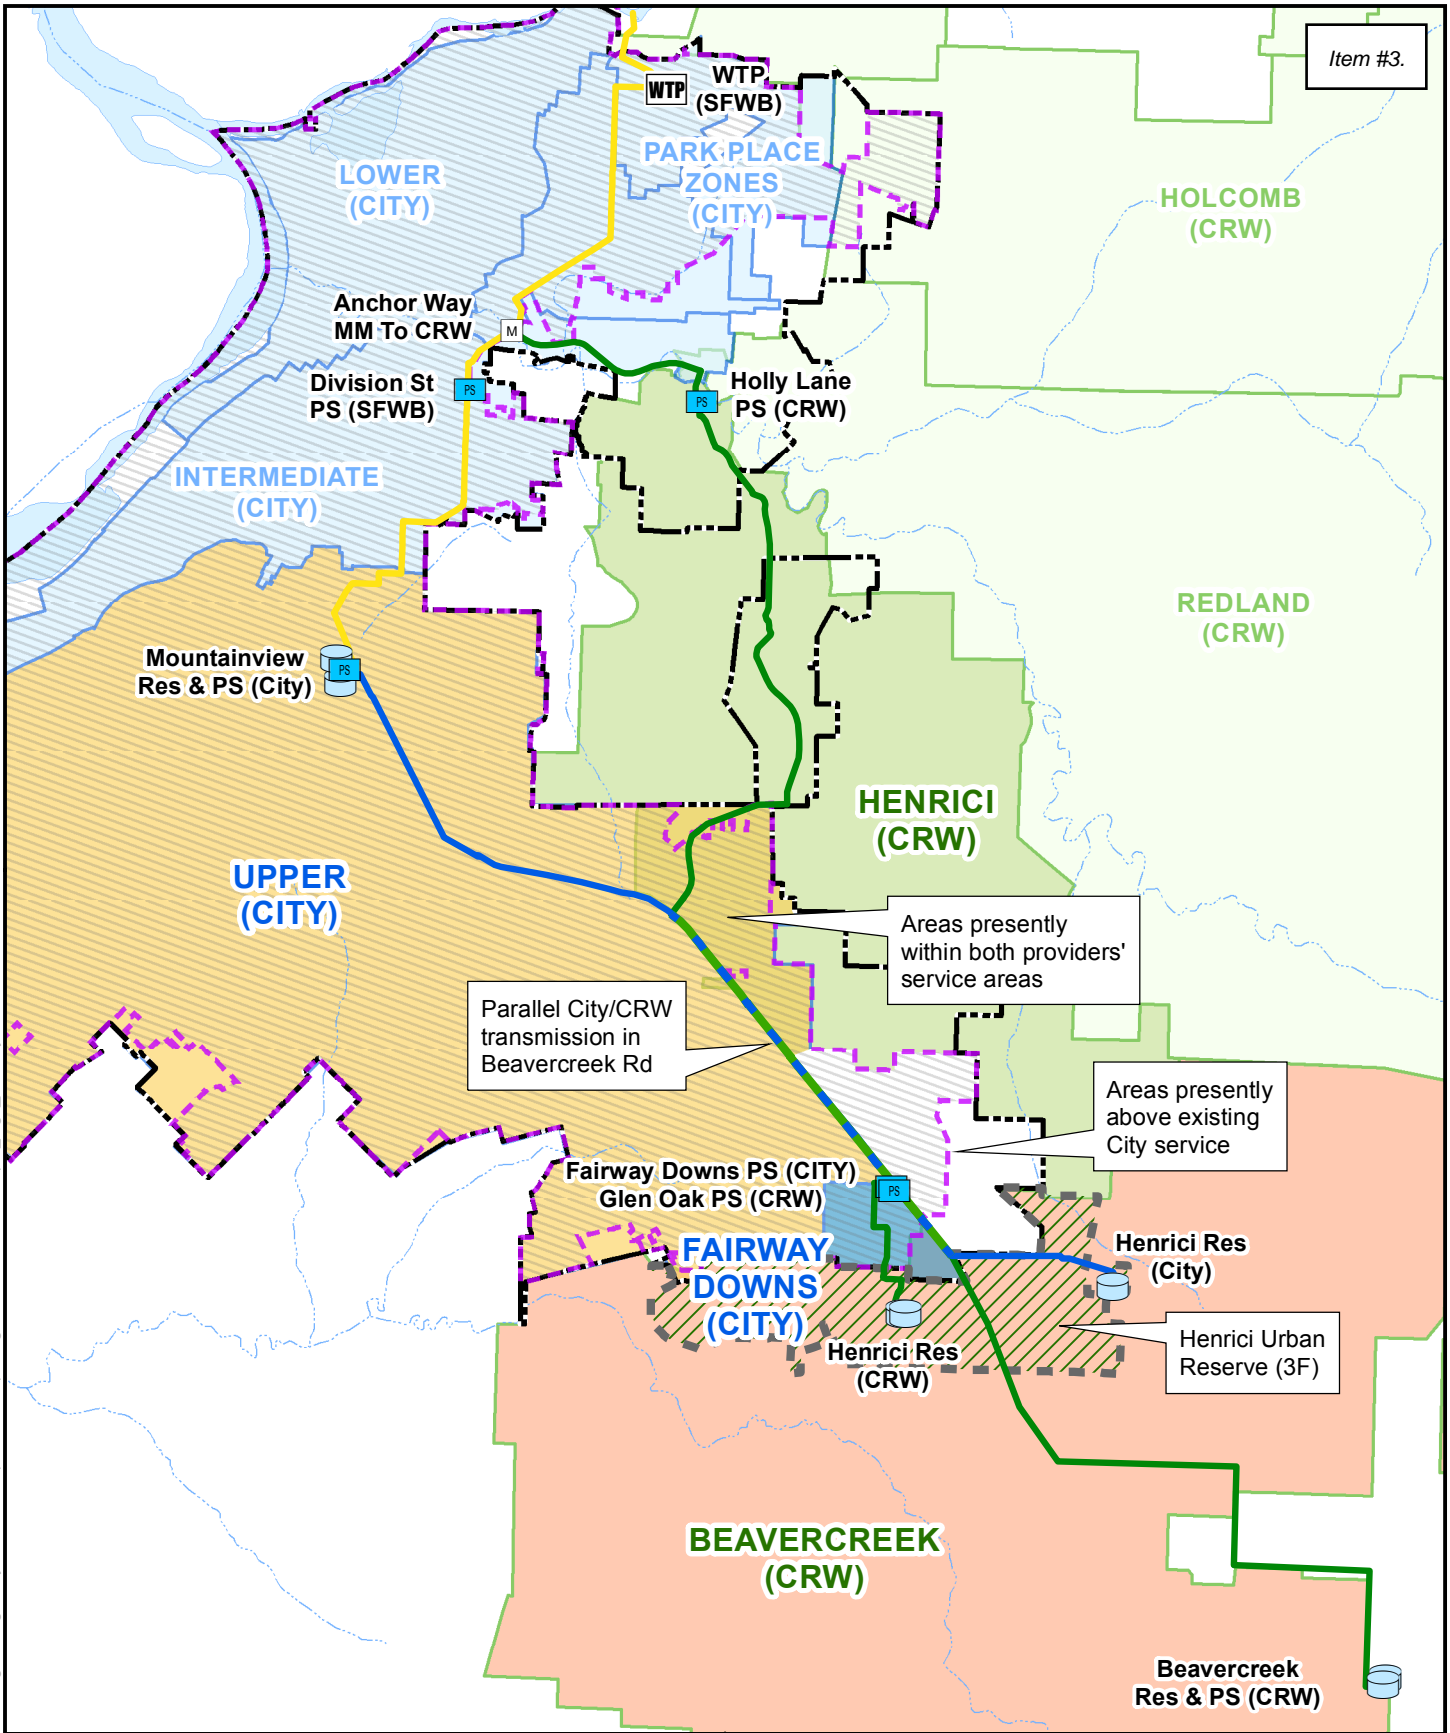 Item #3.
WTP
WTP
(SFWB)
PARK PLACE
ZONES
(CITY)
LOWER
(CITY)
HOLCOMB
(CRW)
Anchor Way
MM To CRW
M
Division St
PS (SFWB)
PS
PS
Holly Lane
PS (CRW)
INTERMEDIATE
(CITY)
REDLAND
(CRW)
Mountainview
Res & PS (City)
PS
HENRICI
(CRW)
UPPER
(CITY)
Areas presently
within both providers'
service areas
Parallel City/CRW
transmission in
Beavercreek Rd
Areas presently
above existing
City service
Fairway Downs PS (CITY)
Glen Oak PS (CRW)
PS
FAIRWAY
DOWNS
(CITY)
Henrici Res
(City)
Henrici Res
(CRW)
Henrici Urban
Reserve (3F)
BEAVERCREEK
(CRW)
Beavercreek
Res & PS (CRW)